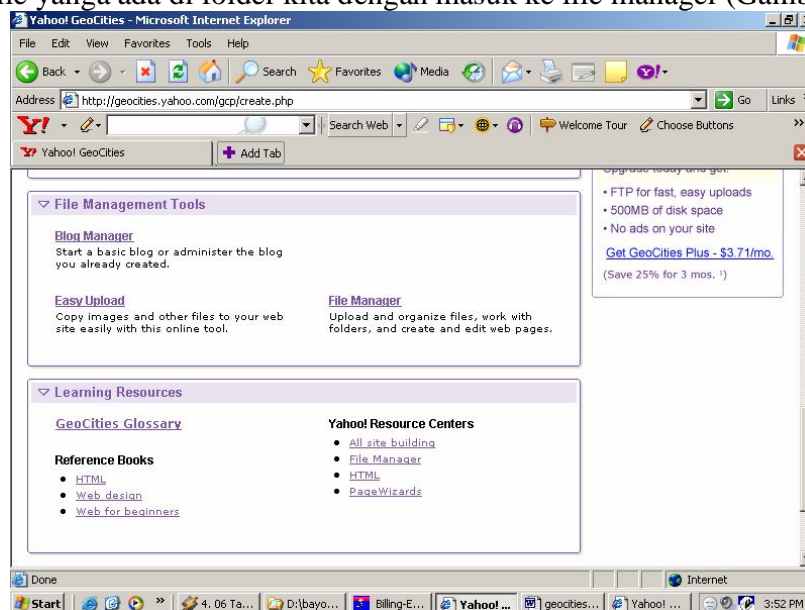 yanga ada di folder kita dengan masuk ke file manager
Yahoo! GeoCities - Microsoft Internet Explorer
File Edit View Favorites Tools Help
Back Search Favorites Media
Address http://geocities.yahoo.com/gcp/create.php Go Links
Y! Search Web Welcome Tour Choose Buttons »
Y? Yahoo! GeoCities Add Tab
Upgrade today and get:
• FTP for fast, easy uploads
• 500MB of disk space
• No ads on your site
Get GeoCities Plus - $3.71/mo.
(Save 25% for 3 mos. ¹)
File Management Tools
Blog Manager
Start a basic blog or administer the blog
you already created.
Easy Upload
Copy images and other files to your web
site easily with this online tool.
File Manager
Upload and organize files, work with
folders, and create and edit web pages.
Learning Resources
GeoCities Glossary
Reference Books
• HTML
• Web design
• Web for beginners
Yahoo! Resource Centers
• All site building
• File Manager
• HTML
• PageWizards
Done Internet
Start » 4. 06 Ta... D:\bayo... Billing-E... Yahoo! ... geocities... Yahoo! ... 3:52 PM